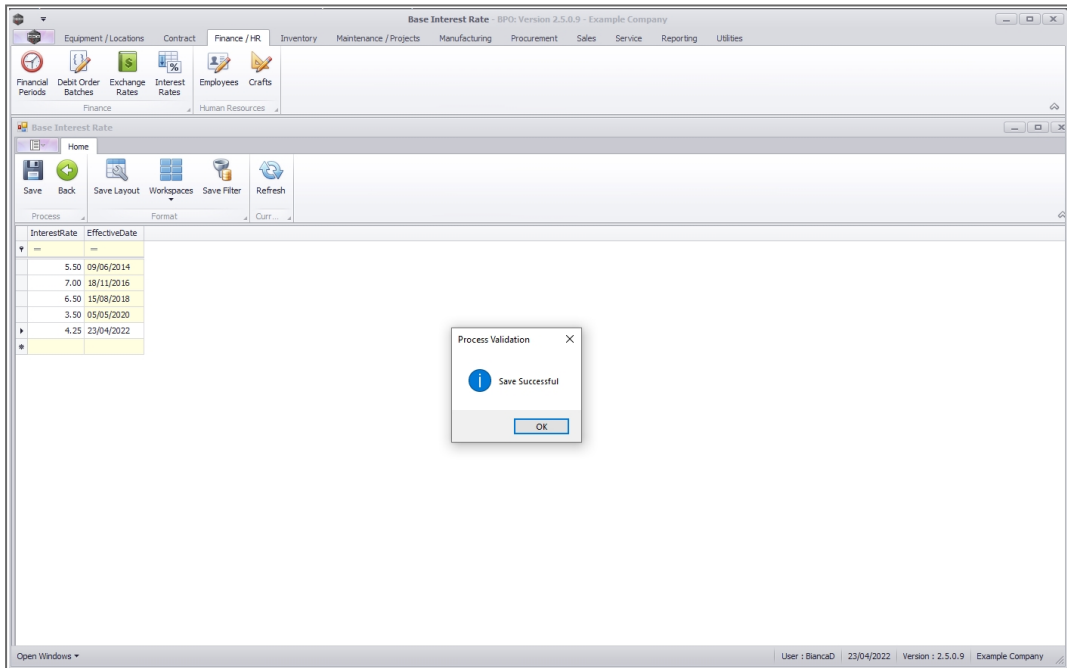 Base Interest Rate - BPO: Version 2.5.0.9 - Example Company
Equipment / Locations Contract Finance / HR Inventory Maintenance / Projects Manufacturing Procurement Sales Service Reporting Utilities
Financial Periods Debit Order Batches Exchange Rates Interest Rates Employees Crafts
Finance Human Resources
Base Interest Rate
Home
Save Back Save Layout Workspaces Save Filter Refresh
Process Format Curr...
InterestRate EffectiveDate
= =
5.50 09/06/2014
7.00 18/11/2016
6.50 15/08/2018
3.50 05/05/2020
4.25 23/04/2022
Process Validation
Save Successful
OK
Open Windows User : BiancaD 23/04/2022 Version : 2.5.0.9 Example Company